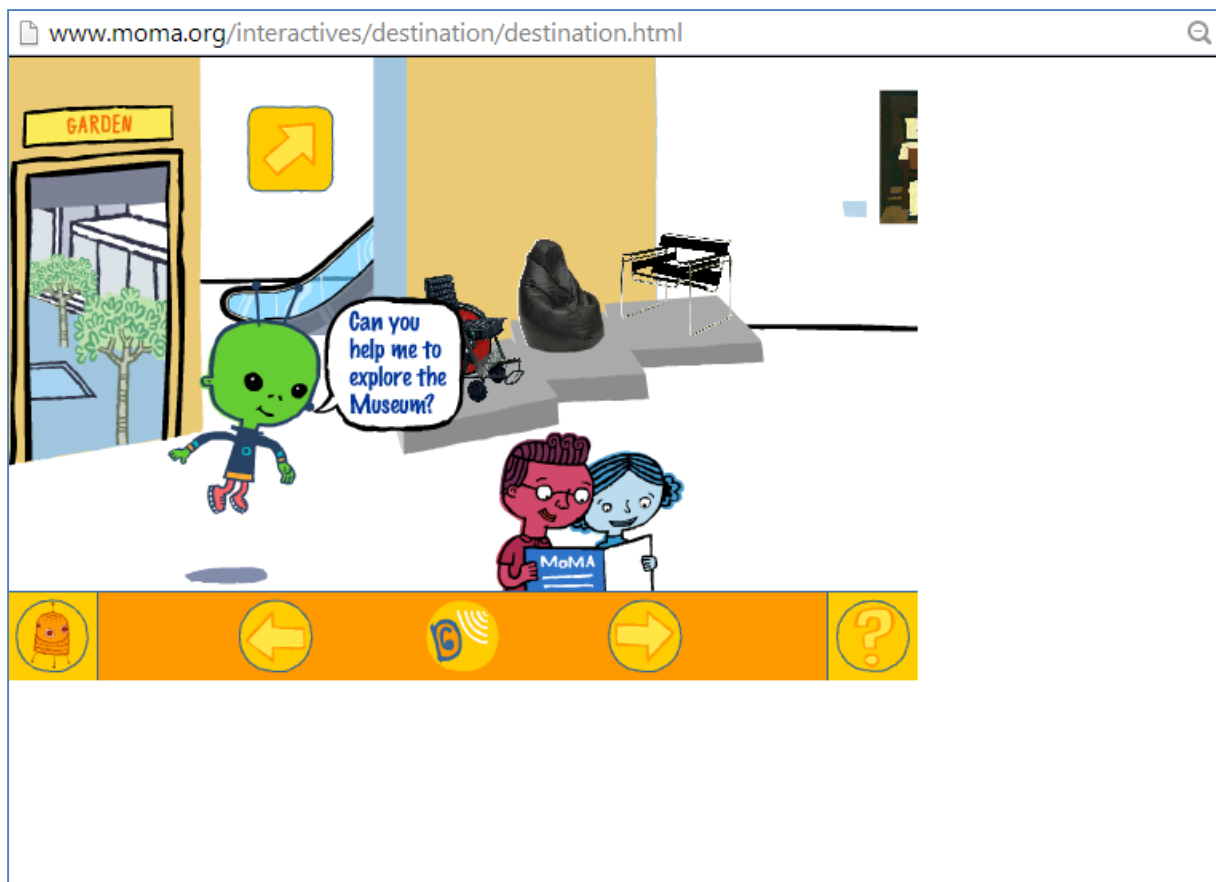 www.moma.org/interactives/destination/destination.html
GARDEN
Can you
help me to
explore the
Museum?
MoMA
?